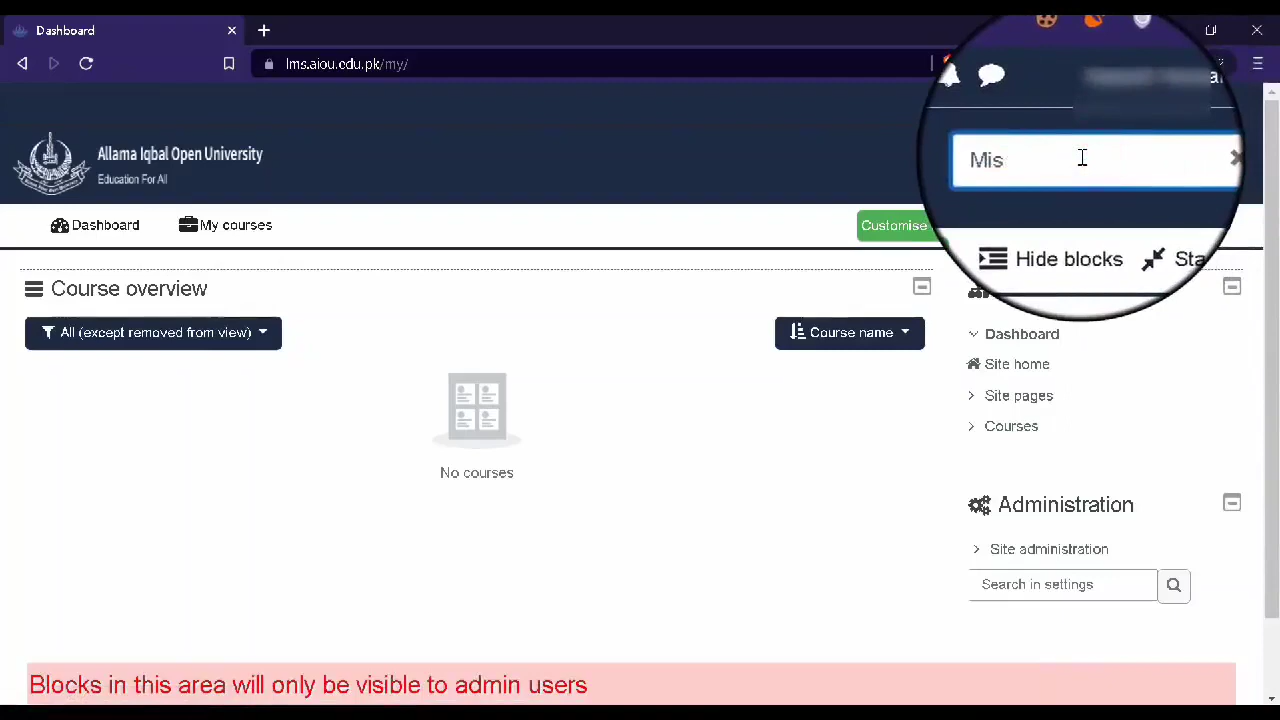 Dashboard
lms.aiou.edu.pk/my/
Allama Iqbal Open University
Education For All
Mis
Dashboard
My courses
Customise
Hide blocks
Course overview
All (except removed from view)
Course name
No courses
Dashboard
Site home
Site pages
Courses
Administration
Site administration
Search in settings
Blocks in this area will only be visible to admin users